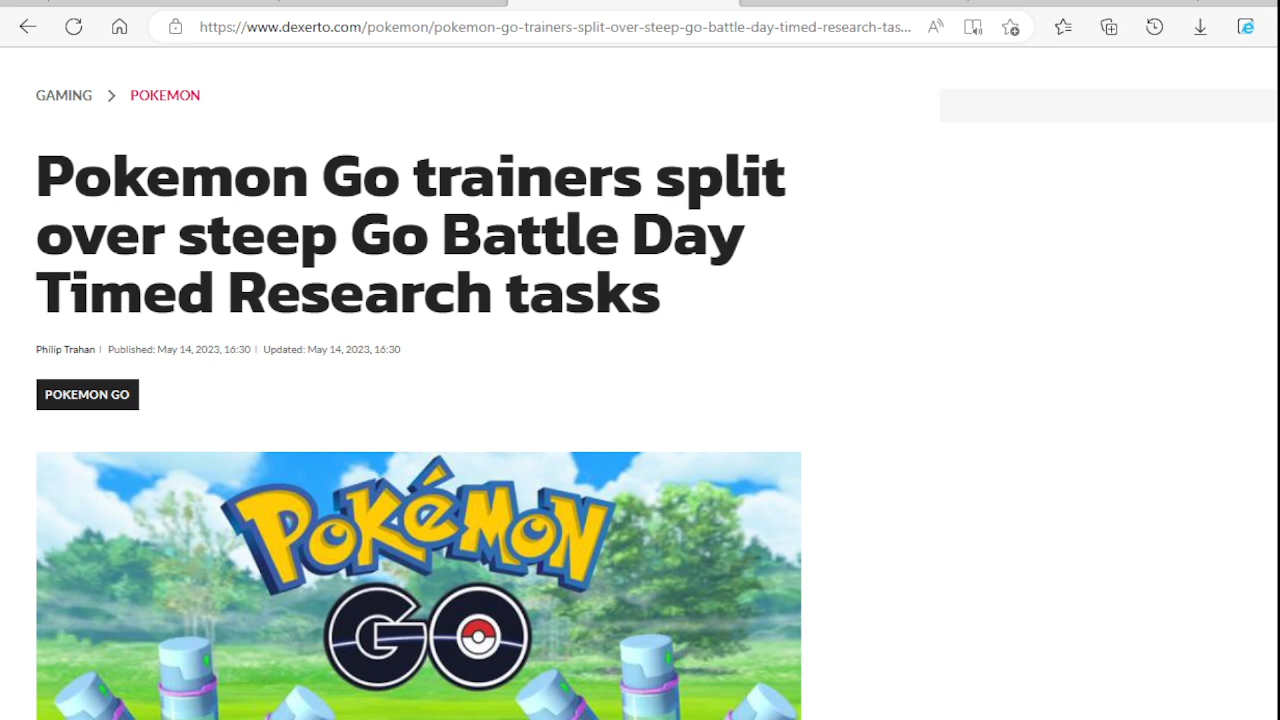 https://www.dexerto.com/pokemon/pokemon-go-trainers-split-over-steep-go-battle-day-timed-research-tas...
GAMING > POKEMON
Pokemon Go trainers split
over steep Go Battle Day
Timed Research tasks
Philip Trahan | Published: May 14, 2023, 16:30 | Updated: May 14, 2023, 16:30
POKEMON GO
POKéMON
GO